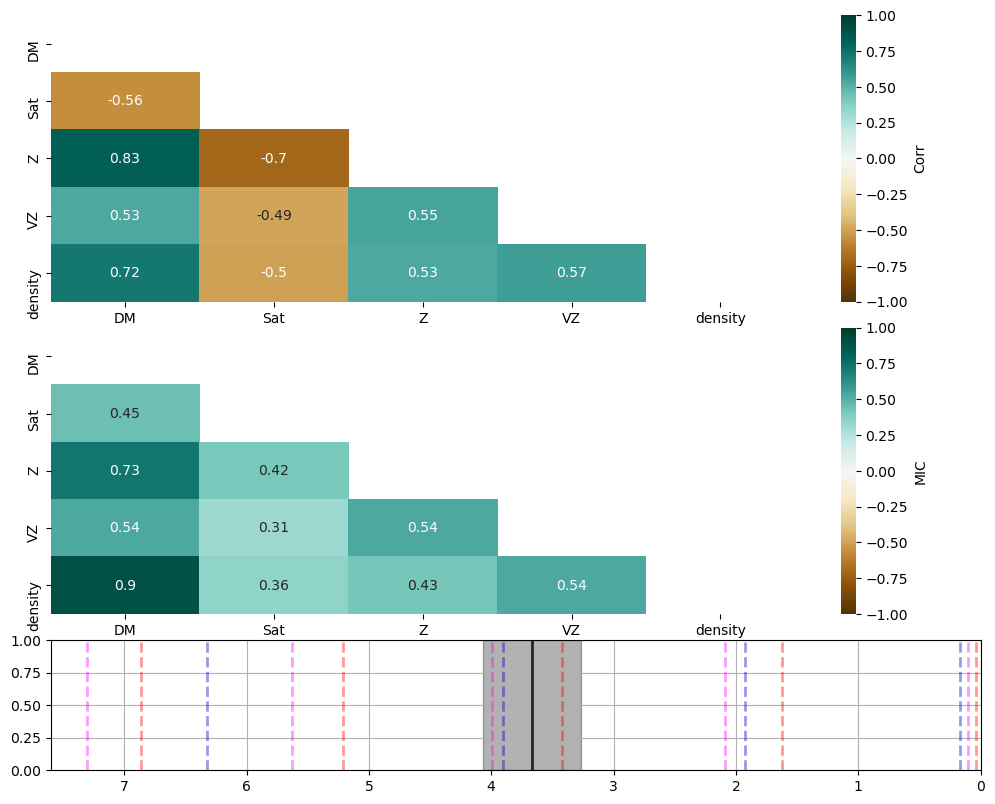 DM
Sat
Z
VZ
density
-0.56
0.83 -0.7
0.53 -0.49 0.55
0.72 -0.5 0.53 0.57
DM Sat Z VZ density
1.00
0.75
0.50
0.25
0.00
−0.25
−0.50
−0.75
−1.00
Corr
DM
Sat
Z
VZ
density
0.45
0.73 0.42
0.54 0.31 0.54
0.9 0.36 0.43 0.54
DM Sat Z VZ density
1.00
0.75
0.50
0.25
0.00
−0.25
−0.50
−0.75
−1.00
MIC
1.00
0.75
0.50
0.25
0.00
7 6 5 4 3 2 1 0